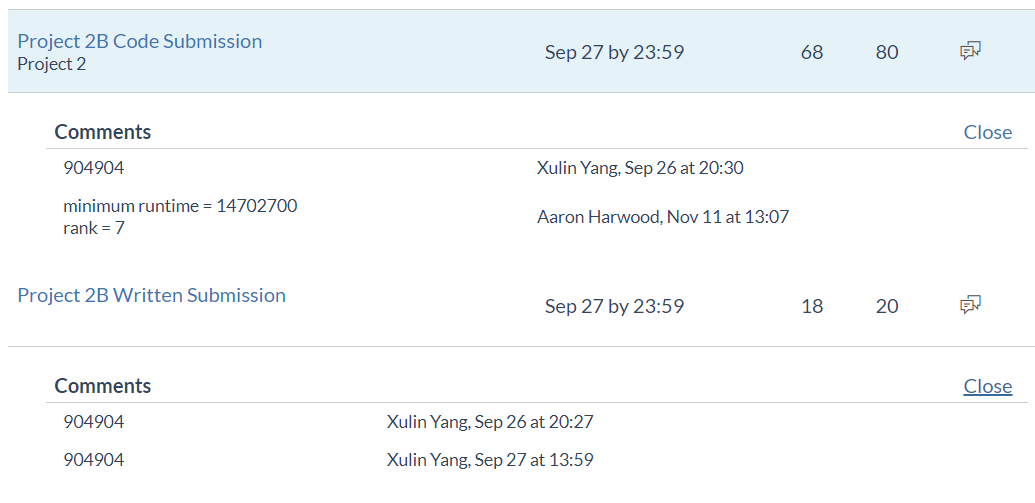 Project 2B Code Submission
Project 2
Sep 27 by 23:59 68 80
Comments Close
904904 Xulin Yang, Sep 26 at 20:30
minimum runtime = 14702700
rank = 7
Aaron Harwood, Nov 11 at 13:07
Project 2B Written Submission
Sep 27 by 23:59 18 20
Comments Close
904904 Xulin Yang, Sep 26 at 20:27
904904 Xulin Yang, Sep 27 at 13:59